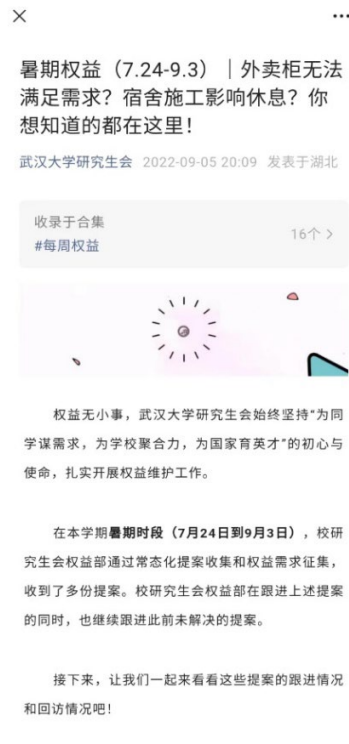 暑期权益（7.24-9.3）｜外卖柜无法
满足需求？宿舍施工影响休息？你
想知道的都在这里！
武汉大学研究生会 2022-09-05 20:09 发表于湖北
收录于合集
#每周权益
16个
权益无小事，武汉大学研究生会始终坚持“为同
学谋需求，为学校聚合力，为国家育英才”的初心与
使命，扎实开展权益维护工作。
在本学期暑期时段（7月24日到9月3日），校研
究生会权益部通过常态化提案收集和权益需求征集，
收到了多份提案。校研究生会权益部在跟进上述提案
的同时，也继续跟进此前未解决的提案。
接下来，让我们一起来看看这些提案的跟进情况
和回访情况吧！